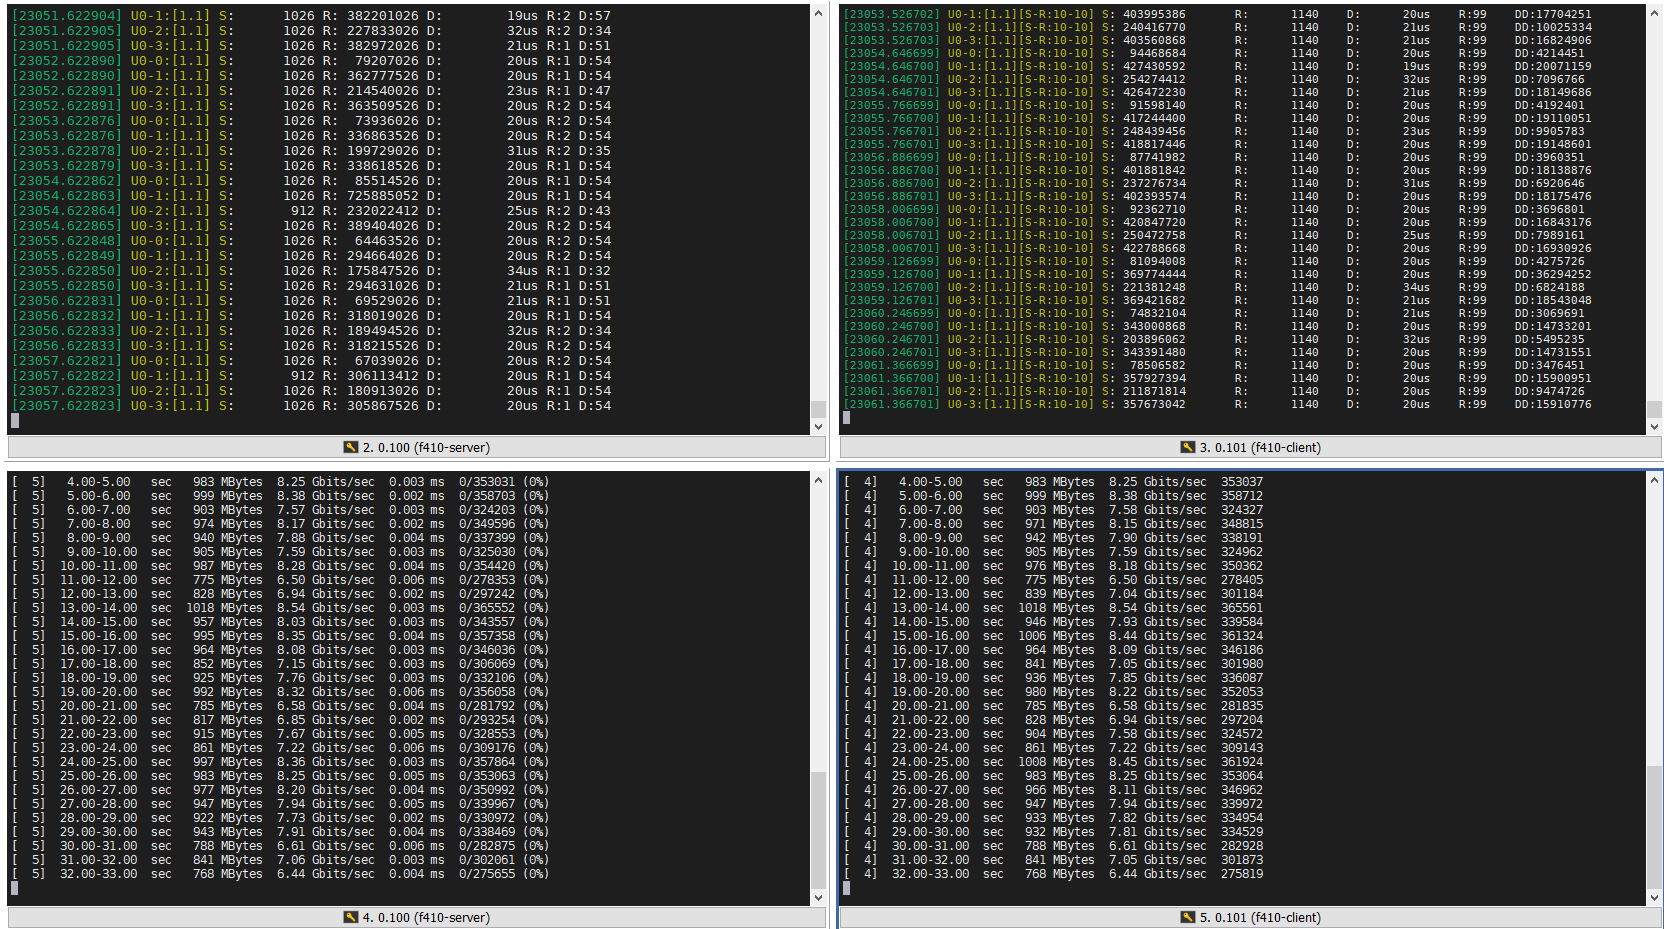 [23051.622904] U0-1:[1.1] S: 1026 R: 382201026 D: 19us R:2 D:57
[23051.622905] U0-2:[1.1] S: 1026 R: 227833026 D: 32us R:2 D:34
[23051.622905] U0-3:[1.1] S: 1026 R: 382972026 D: 21us R:1 D:51
[23052.622890] U0-0:[1.1] S: 1026 R: 79207026 D: 20us R:1 D:54
[23052.622891] U0-1:[1.1] S: 1026 R: 362777526 D: 20us R:1 D:54
[23052.622891] U0-2:[1.1] S: 1026 R: 214540026 D: 23us R:1 D:47
[23052.622891] U0-3:[1.1] S: 1026 R: 363509526 D: 20us R:2 D:54
[23053.622876] U0-0:[1.1] S: 1026 R: 73936026 D: 20us R:2 D:54
[23053.622876] U0-1:[1.1] S: 1026 R: 336863526 D: 20us R:2 D:54
[23053.622878] U0-2:[1.1] S: 1026 R: 199729026 D: 31us R:2 D:35
[23053.622879] U0-3:[1.1] S: 1026 R: 338618526 D: 20us R:1 D:54
[23054.622862] U0-0:[1.1] S: 1026 R: 85514526 D: 20us R:1 D:54
[23054.622863] U0-1:[1.1] S: 1026 R: 725885052 D: 20us R:1 D:54
[23054.622864] U0-2:[1.1] S: 912 R: 232022412 D: 25us R:2 D:43
[23054.622865] U0-3:[1.1] S: 1026 R: 389404026 D: 20us R:2 D:54
[23055.622848] U0-0:[1.1] S: 1026 R: 64463526 D: 20us R:2 D:54
[23055.622849] U0-1:[1.1] S: 1026 R: 294664026 D: 20us R:2 D:54
[23055.622850] U0-2:[1.1] S: 1026 R: 175847526 D: 34us R:1 D:32
[23055.622850] U0-3:[1.1] S: 1026 R: 294631026 D: 21us R:1 D:51
[23056.622831] U0-0:[1.1] S: 1026 R: 69529026 D: 21us R:1 D:51
[23056.622832] U0-1:[1.1] S: 1026 R: 318019026 D: 20us R:2 D:54
[23056.622833] U0-2:[1.1] S: 1026 R: 189494526 D: 32us R:2 D:34
[23056.622833] U0-3:[1.1] S: 1026 R: 318215526 D: 20us R:2 D:54
[23057.622821] U0-0:[1.1] S: 1026 R: 67039026 D: 20us R:2 D:54
[23057.622822] U0-1:[1.1] S: 912 R: 306113412 D: 20us R:1 D:54
[23057.622823] U0-2:[1.1] S: 1026 R: 180913026 D: 20us R:1 D:54
[23057.622823] U0-3:[1.1] S: 1026 R: 305867526 D: 20us R:1 D:54
2. 0.100 (f410-server)
[23053.526702] U0-1:[1.1][S-R:10-10] S: 403995386 R: 1140 D: 20us R:99 DD:17704251
[23053.526703] U0-2:[1.1][S-R:10-10] S: 240416770 R: 1140 D: 21us R:99 DD:10025334
[23053.526703] U0-3:[1.1][S-R:10-10] S: 403560868 R: 1140 D: 21us R:99 DD:16824906
[23054.646699] U0-0:[1.1][S-R:10-10] S: 94468684 R: 1140 D: 20us R:99 DD:4214451
[23054.646700] U0-1:[1.1][S-R:10-10] S: 427430592 R: 1140 D: 19us R:99 DD:20071159
[23054.646701] U0-2:[1.1][S-R:10-10] S: 254274412 R: 1140 D: 32us R:99 DD:7096766
[23054.646701] U0-3:[1.1][S-R:10-10] S: 426472230 R: 1140 D: 21us R:99 DD:18149686
[23055.766699] U0-0:[1.1][S-R:10-10] S: 91598140 R: 1140 D: 20us R:99 DD:4192401
[23055.766700] U0-1:[1.1][S-R:10-10] S: 417244400 R: 1140 D: 20us R:99 DD:19110051
[23055.766701] U0-2:[1.1][S-R:10-10] S: 248439456 R: 1140 D: 23us R:99 DD:9905783
[23055.766701] U0-3:[1.1][S-R:10-10] S: 418817446 R: 1140 D: 20us R:99 DD:19148601
[23056.886699] U0-0:[1.1][S-R:10-10] S: 87741982 R: 1140 D: 20us R:99 DD:3960351
[23056.886700] U0-1:[1.1][S-R:10-10] S: 401881842 R: 1140 D: 20us R:99 DD:18138876
[23056.886700] U0-2:[1.1][S-R:10-10] S: 237276734 R: 1140 D: 31us R:99 DD:6920646
[23056.886701] U0-3:[1.1][S-R:10-10] S: 402393574 R: 1140 D: 20us R:99 DD:18175476
[23058.006699] U0-0:[1.1][S-R:10-10] S: 92362710 R: 1140 D: 20us R:99 DD:3696801
[23058.006700] U0-1:[1.1][S-R:10-10] S: 420847720 R: 1140 D: 20us R:99 DD:16843176
[23058.006701] U0-2:[1.1][S-R:10-10] S: 250472758 R: 1140 D: 25us R:99 DD:7989161
[23058.006701] U0-3:[1.1][S-R:10-10] S: 422788668 R: 1140 D: 20us R:99 DD:16930926
[23059.126699] U0-0:[1.1][S-R:10-10] S: 81094008 R: 1140 D: 20us R:99 DD:4275726
[23059.126700] U0-1:[1.1][S-R:10-10] S: 369774444 R: 1140 D: 20us R:99 DD:36294252
[23059.126700] U0-2:[1.1][S-R:10-10] S: 221381248 R: 1140 D: 34us R:99 DD:6824188
[23059.126701] U0-3:[1.1][S-R:10-10] S: 369421682 R: 1140 D: 21us R:99 DD:18543048
[23060.246699] U0-0:[1.1][S-R:10-10] S: 74832104 R: 1140 D: 21us R:99 DD:3069691
[23060.246700] U0-1:[1.1][S-R:10-10] S: 343000868 R: 1140 D: 20us R:99 DD:14733201
[23060.246701] U0-2:[1.1][S-R:10-10] S: 203896062 R: 1140 D: 32us R:99 DD:5495235
[23060.246701] U0-3:[1.1][S-R:10-10] S: 343391480 R: 1140 D: 20us R:99 DD:14731551
[23061.366699] U0-0:[1.1][S-R:10-10] S: 78506582 R: 1140 D: 20us R:99 DD:3476451
[23061.366700] U0-1:[1.1][S-R:10-10] S: 357927394 R: 1140 D: 20us R:99 DD:15900951
[23061.366701] U0-2:[1.1][S-R:10-10] S: 211871814 R: 1140 D: 20us R:99 DD:9474726
[23061.366701] U0-3:[1.1][S-R:10-10] S: 357673042 R: 1140 D: 20us R:99 DD:15910776
3. 0.101 (f410-client)
[ 5] 4.00-5.00 sec 983 MBytes 8.25 Gbits/sec 0.003 ms 0/353031 (0%)
[ 5] 5.00-6.00 sec 999 MBytes 8.38 Gbits/sec 0.002 ms 0/358703 (0%)
[ 5] 6.00-7.00 sec 903 MBytes 7.57 Gbits/sec 0.003 ms 0/324203 (0%)
[ 5] 7.00-8.00 sec 974 MBytes 8.17 Gbits/sec 0.002 ms 0/349596 (0%)
[ 5] 8.00-9.00 sec 940 MBytes 7.88 Gbits/sec 0.004 ms 0/337399 (0%)
[ 5] 9.00-10.00 sec 905 MBytes 7.59 Gbits/sec 0.003 ms 0/325030 (0%)
[ 5] 10.00-11.00 sec 987 MBytes 8.28 Gbits/sec 0.004 ms 0/354420 (0%)
[ 5] 11.00-12.00 sec 775 MBytes 6.50 Gbits/sec 0.006 ms 0/278353 (0%)
[ 5] 12.00-13.00 sec 828 MBytes 6.94 Gbits/sec 0.002 ms 0/297242 (0%)
[ 5] 13.00-14.00 sec 1018 MBytes 8.54 Gbits/sec 0.003 ms 0/365552 (0%)
[ 5] 14.00-15.00 sec 957 MBytes 8.03 Gbits/sec 0.003 ms 0/343557 (0%)
[ 5] 15.00-16.00 sec 995 MBytes 8.35 Gbits/sec 0.004 ms 0/357358 (0%)
[ 5] 16.00-17.00 sec 964 MBytes 8.08 Gbits/sec 0.003 ms 0/346036 (0%)
[ 5] 17.00-18.00 sec 852 MBytes 7.15 Gbits/sec 0.003 ms 0/306069 (0%)
[ 5] 18.00-19.00 sec 925 MBytes 7.76 Gbits/sec 0.003 ms 0/332106 (0%)
[ 5] 19.00-20.00 sec 992 MBytes 8.32 Gbits/sec 0.006 ms 0/356058 (0%)
[ 5] 20.00-21.00 sec 785 MBytes 6.58 Gbits/sec 0.004 ms 0/281792 (0%)
[ 5] 21.00-22.00 sec 817 MBytes 6.85 Gbits/sec 0.002 ms 0/293254 (0%)
[ 5] 22.00-23.00 sec 915 MBytes 7.67 Gbits/sec 0.005 ms 0/328553 (0%)
[ 5] 23.00-24.00 sec 861 MBytes 7.22 Gbits/sec 0.006 ms 0/309176 (0%)
[ 5] 24.00-25.00 sec 997 MBytes 8.36 Gbits/sec 0.003 ms 0/357864 (0%)
[ 5] 25.00-26.00 sec 983 MBytes 8.25 Gbits/sec 0.005 ms 0/353063 (0%)
[ 5] 26.00-27.00 sec 977 MBytes 8.20 Gbits/sec 0.004 ms 0/350992 (0%)
[ 5] 27.00-28.00 sec 947 MBytes 7.94 Gbits/sec 0.005 ms 0/339967 (0%)
[ 5] 28.00-29.00 sec 922 MBytes 7.73 Gbits/sec 0.002 ms 0/330972 (0%)
[ 5] 29.00-30.00 sec 943 MBytes 7.91 Gbits/sec 0.004 ms 0/338469 (0%)
[ 5] 30.00-31.00 sec 788 MBytes 6.61 Gbits/sec 0.006 ms 0/282875 (0%)
[ 5] 31.00-32.00 sec 841 MBytes 7.06 Gbits/sec 0.003 ms 0/302061 (0%)
[ 5] 32.00-33.00 sec 768 MBytes 6.44 Gbits/sec 0.004 ms 0/275655 (0%)
4. 0.100 (f410-server)
[ 4] 4.00-5.00 sec 983 MBytes 8.25 Gbits/sec 353037
[ 4] 5.00-6.00 sec 999 MBytes 8.38 Gbits/sec 358712
[ 4] 6.00-7.00 sec 903 MBytes 7.58 Gbits/sec 324327
[ 4] 7.00-8.00 sec 971 MBytes 8.15 Gbits/sec 348815
[ 4] 8.00-9.00 sec 942 MBytes 7.90 Gbits/sec 338191
[ 4] 9.00-10.00 sec 905 MBytes 7.59 Gbits/sec 324962
[ 4] 10.00-11.00 sec 976 MBytes 8.18 Gbits/sec 350362
[ 4] 11.00-12.00 sec 775 MBytes 6.50 Gbits/sec 278405
[ 4] 12.00-13.00 sec 839 MBytes 7.04 Gbits/sec 301184
[ 4] 13.00-14.00 sec 1018 MBytes 8.54 Gbits/sec 365561
[ 4] 14.00-15.00 sec 946 MBytes 7.93 Gbits/sec 339584
[ 4] 15.00-16.00 sec 1006 MBytes 8.44 Gbits/sec 361324
[ 4] 16.00-17.00 sec 964 MBytes 8.09 Gbits/sec 346186
[ 4] 17.00-18.00 sec 841 MBytes 7.05 Gbits/sec 301980
[ 4] 18.00-19.00 sec 936 MBytes 7.85 Gbits/sec 336087
[ 4] 19.00-20.00 sec 980 MBytes 8.22 Gbits/sec 352053
[ 4] 20.00-21.00 sec 785 MBytes 6.58 Gbits/sec 281835
[ 4] 21.00-22.00 sec 828 MBytes 6.94 Gbits/sec 297204
[ 4] 22.00-23.00 sec 904 MBytes 7.58 Gbits/sec 324572
[ 4] 23.00-24.00 sec 861 MBytes 7.22 Gbits/sec 309143
[ 4] 24.00-25.00 sec 1008 MBytes 8.45 Gbits/sec 361924
[ 4] 25.00-26.00 sec 983 MBytes 8.25 Gbits/sec 353064
[ 4] 26.00-27.00 sec 966 MBytes 8.11 Gbits/sec 346962
[ 4] 27.00-28.00 sec 947 MBytes 7.94 Gbits/sec 339972
[ 4] 28.00-29.00 sec 933 MBytes 7.82 Gbits/sec 334954
[ 4] 29.00-30.00 sec 932 MBytes 7.81 Gbits/sec 334529
[ 4] 30.00-31.00 sec 788 MBytes 6.61 Gbits/sec 282928
[ 4] 31.00-32.00 sec 841 MBytes 7.05 Gbits/sec 301873
[ 4] 32.00-33.00 sec 768 MBytes 6.44 Gbits/sec 275819
5. 0.101 (f410-client)